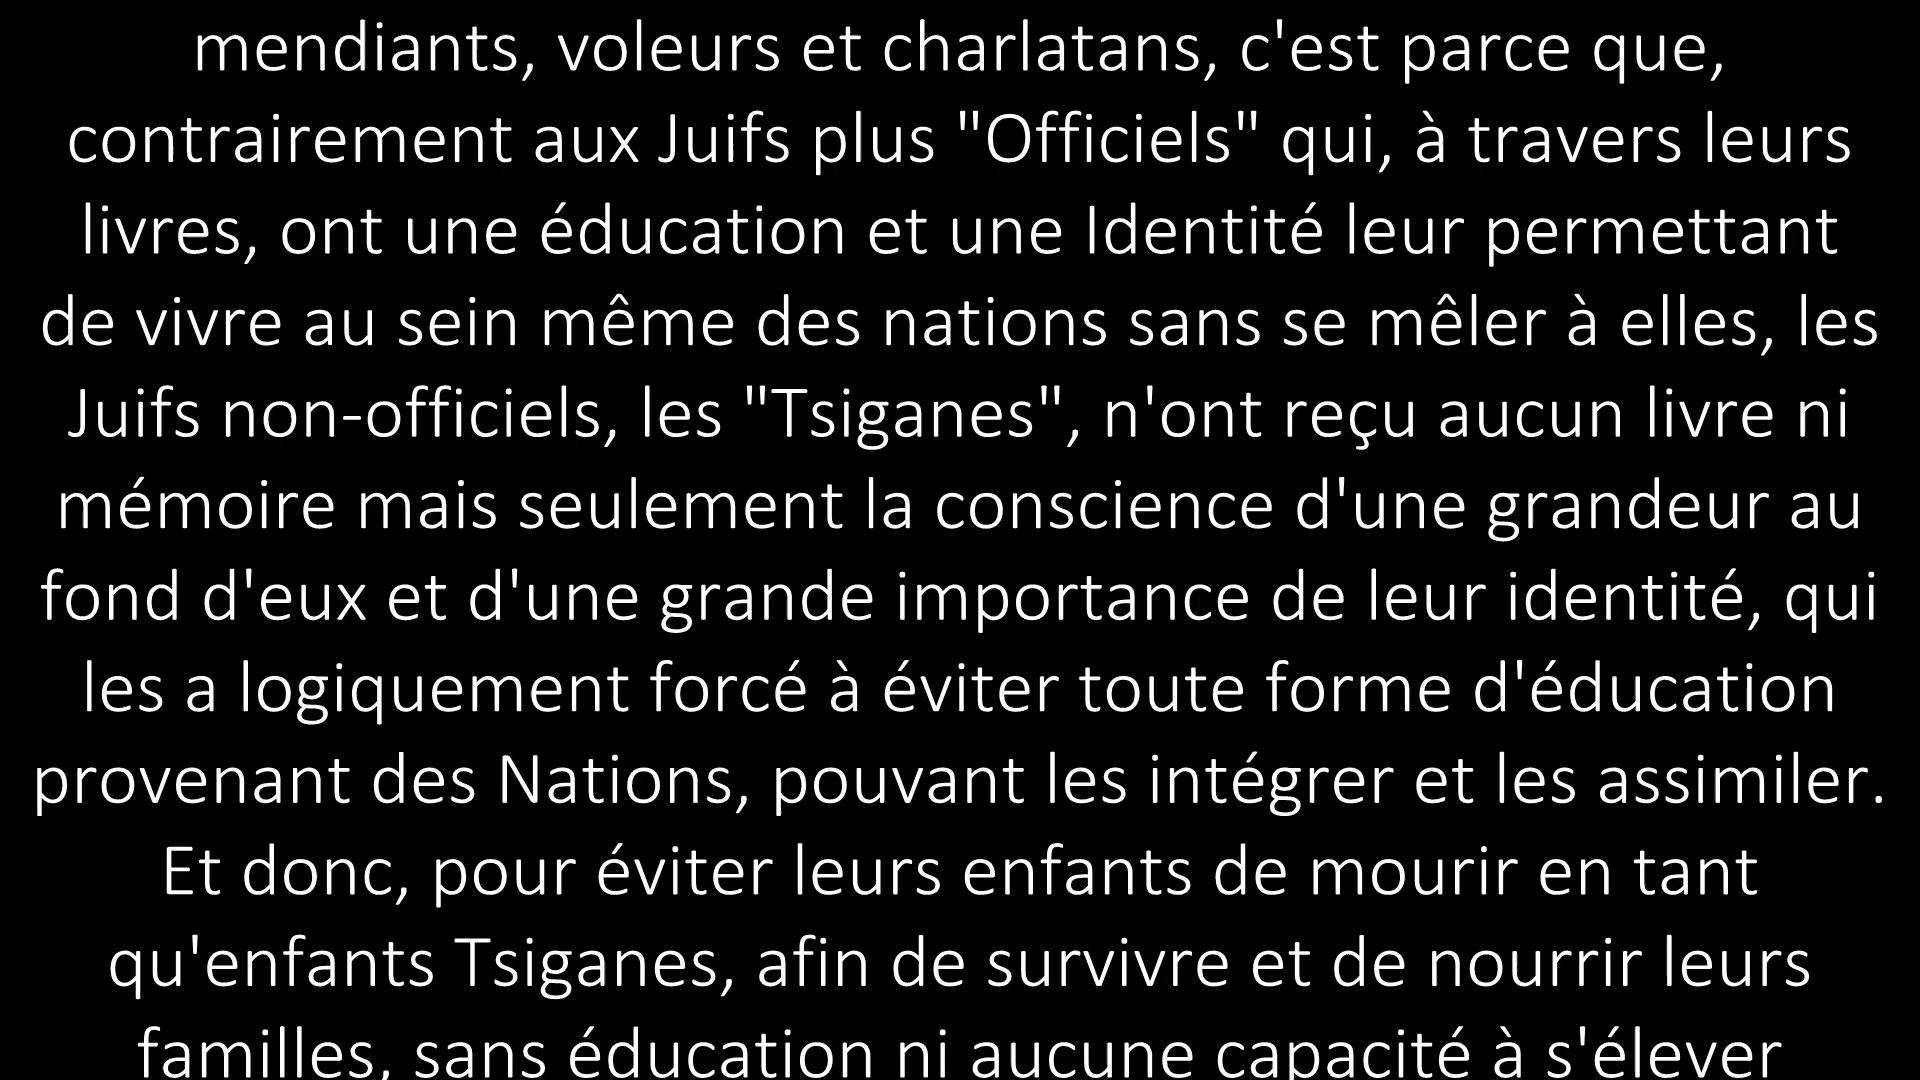 mendiants, voleurs et charlatans, c'est parce que,
contrairement aux Juifs plus "Officiels" qui, à travers leurs
livres, ont une éducation et une Identité leur permettant
de vivre au sein même des nations sans se mêler à elles, les
Juifs non-officiels, les "Tsiganes", n'ont reçu aucun livre ni
mémoire mais seulement la conscience d'une grandeur au
fond d'eux et d'une grande importance de leur identité, qui
les a logiquement forcé à éviter toute forme d'éducation
provenant des Nations, pouvant les intégrer et les assimiler.
Et donc, pour éviter leurs enfants de mourir en tant
qu'enfants Tsiganes, afin de survivre et de nourrir leurs
familles, sans éducation ni aucune capacité à s'élever